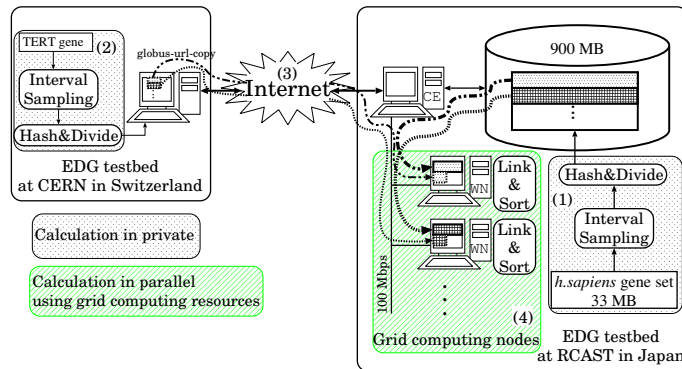 TERT gene
(2)
Interval
Sampling
Hash&Divide
EDG testbed
at CERN in Switzerland
globus-url-copy
(3)
Internet
CE
900 MB
WN
Link
&
Sort
WN
Link
&
Sort
100 Mbps
(4)
Grid computing nodes
Hash&Divide
(1)
Interval
Sampling
h.sapiens gene set
33 MB
EDG testbed
at RCAST in Japan
Calculation in private
Calculation in parallel
using grid computing resources